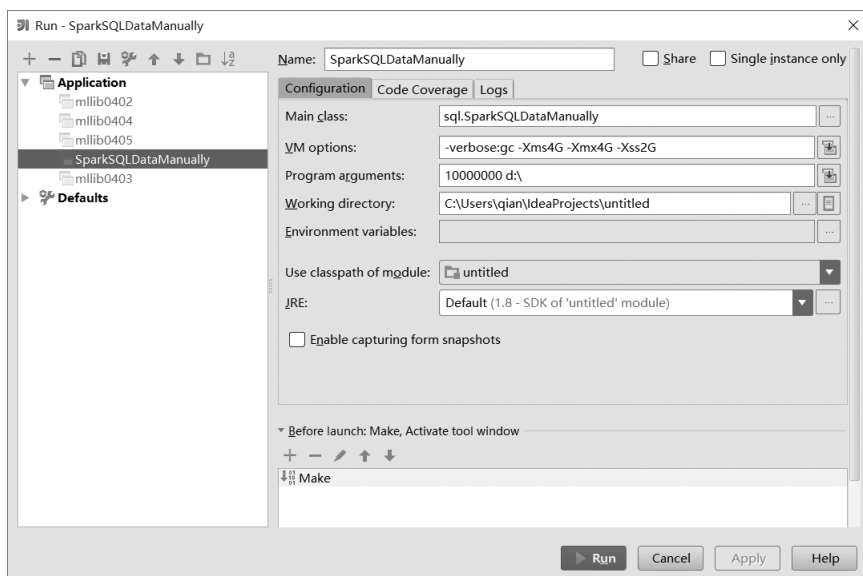 Run - SparkSQLDataManually
Name: SparkSQLDataManually
Share
Single instance only
Application
mllib0402
mllib0404
mllib0405
SparkSQLDataManually
mllib0403
Defaults
Configuration
Code Coverage
Logs
Main class: sql.SparkSQLDataManually
VM options: -verbose:gc -Xms4G -Xmx4G -Xss2G
Program arguments: 10000000 d:\
Working directory: C:\Users\qian\IdeaProjects\untitled
Environment variables:
Use classpath of module: untitled
JRE: Default (1.8 - SDK of 'untitled' module)
Enable capturing form snapshots
Before launch: Make, Activate tool window
Make
Run
Cancel
Apply
Help